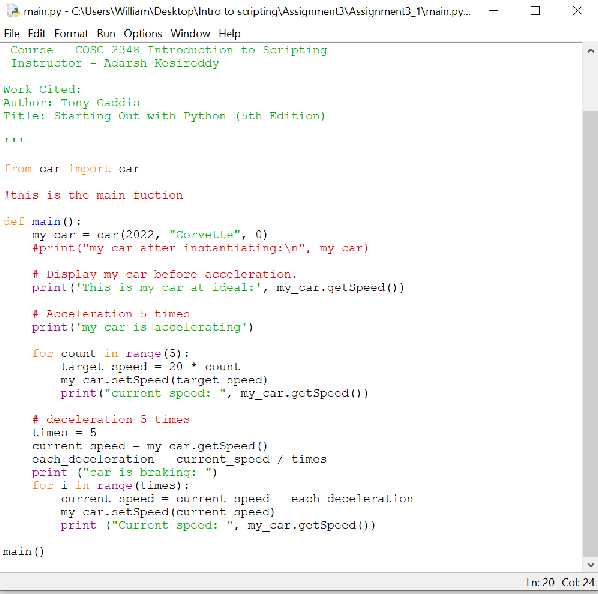 main.py - C:\Users\William\Desktop\Intro to scripting\Assignment3\Assignment3_1\main.py...
File Edit Format Run Options Window Help
Course - COSC 2348 Introduction to Scripting
Instructor - Adarsh Kesireddy
Work Cited:
Author: Tony Gaddis
Title: Starting Out with Python (5th Edition)
'''
from car import car
#this is the main fuction
def main():
my_car = car(2022, "Corvette", 0)
#print("my car after instantiating:\n", my_car)
# Display my car before acceleration.
print('This is my car at ideal:', my_car.getSpeed())
# Acceleration 5 times
print('my car is accelerating')
for count in range(5):
target_speed = 20 * count
my_car.setSpeed(target_speed)
print("current speed: ", my_car.getSpeed())
# deceleration 5 times
times = 5
current_speed = my_car.getSpeed()
each_deceleration = current_speed / times
print ("car is braking: ")
for i in range(times):
current_speed = current_speed - each_deceleration
my_car.setSpeed(current_speed)
print ("Current speed: ", my_car.getSpeed())
main()
Ln: 20 Col: 24